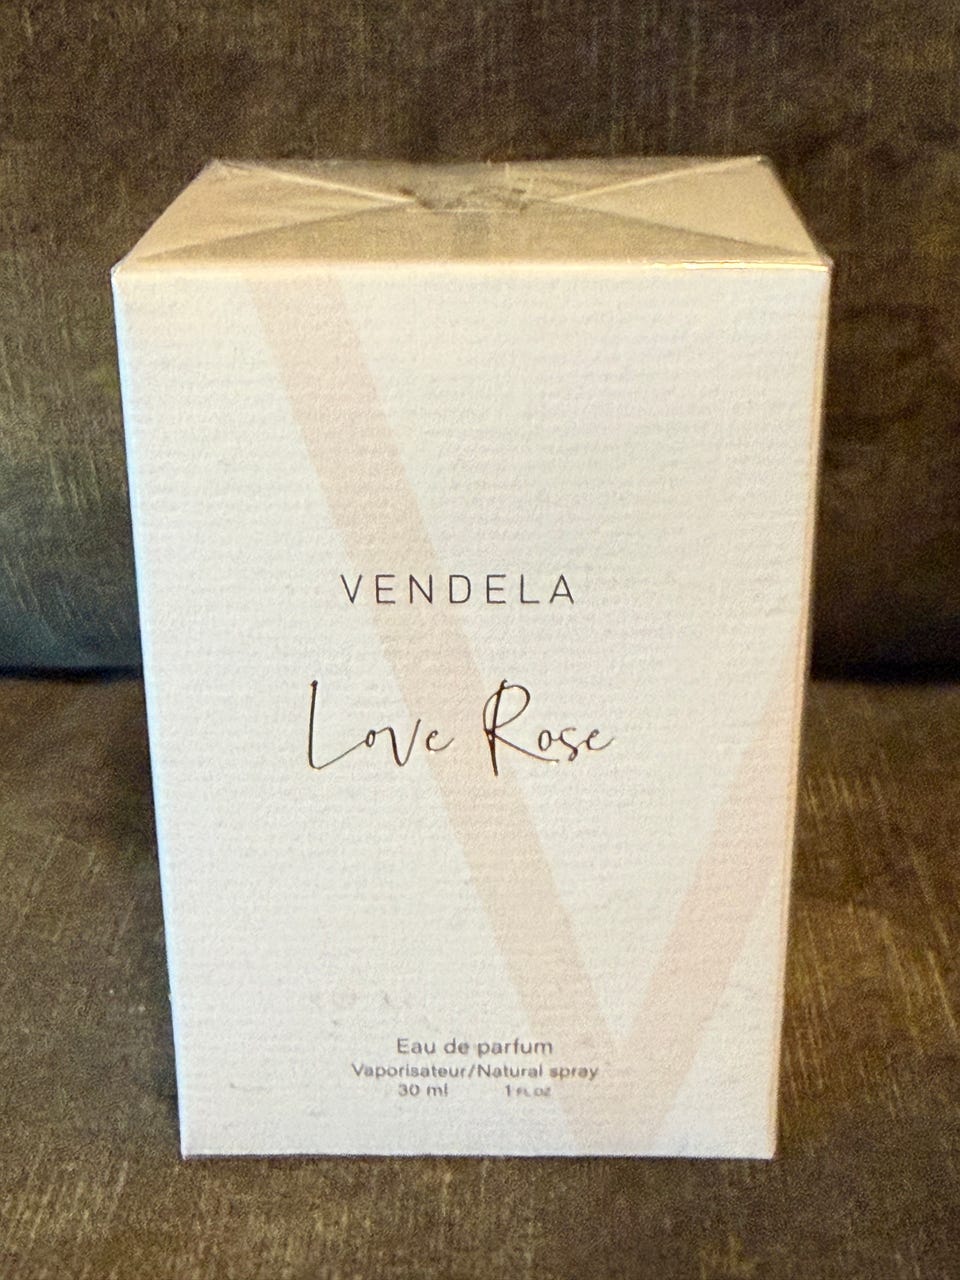 VENDELA
Love Rose
Eau de parfum
Vaporisateur/Natural spray
30 ml 1 FL OZ